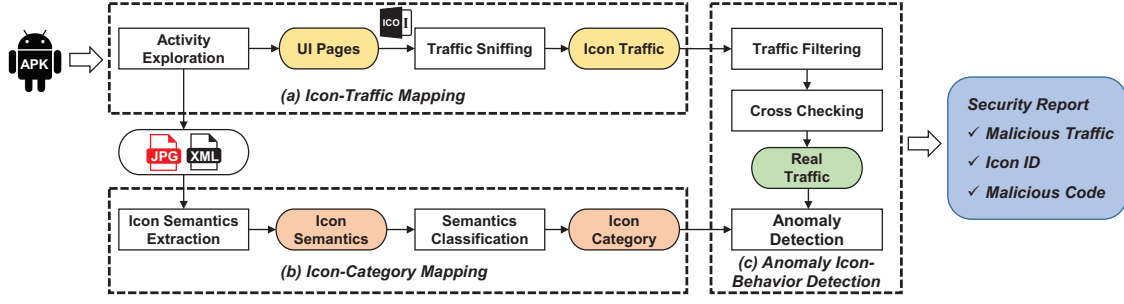 APK
Activity
Exploration
UI Pages
ICO I
Traffic Sniffing
Icon Traffic
(a) Icon-Traffic Mapping
JPG
XML
Icon Semantics
Extraction
Icon
Semantics
Semantics
Classification
Icon
Category
(b) Icon-Category Mapping
Traffic Filtering
Cross Checking
Real
Traffic
Anomaly
Detection
(c) Anomaly Icon-
Behavior Detection
Security Report
✓ Malicious Traffic
✓ Icon ID
✓ Malicious Code